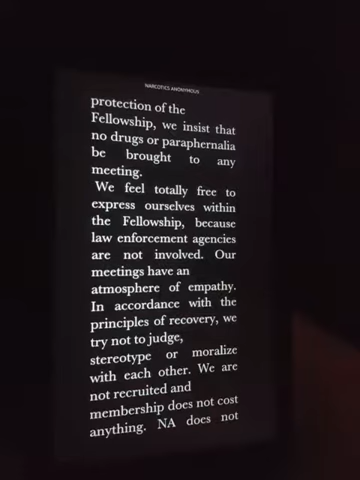 NARCOTICS ANONYMOUS
protection of the
Fellowship, we insist that
no drugs or paraphernalia
be brought to any
meeting.
We feel totally free to
express ourselves within
the Fellowship, because
law enforcement agencies
are not involved. Our
meetings have an
atmosphere of empathy.
In accordance with the
principles of recovery, we
try not to judge,
stereotype or moralize
with each other. We are
not recruited and
membership does not cost
anything. NA does not